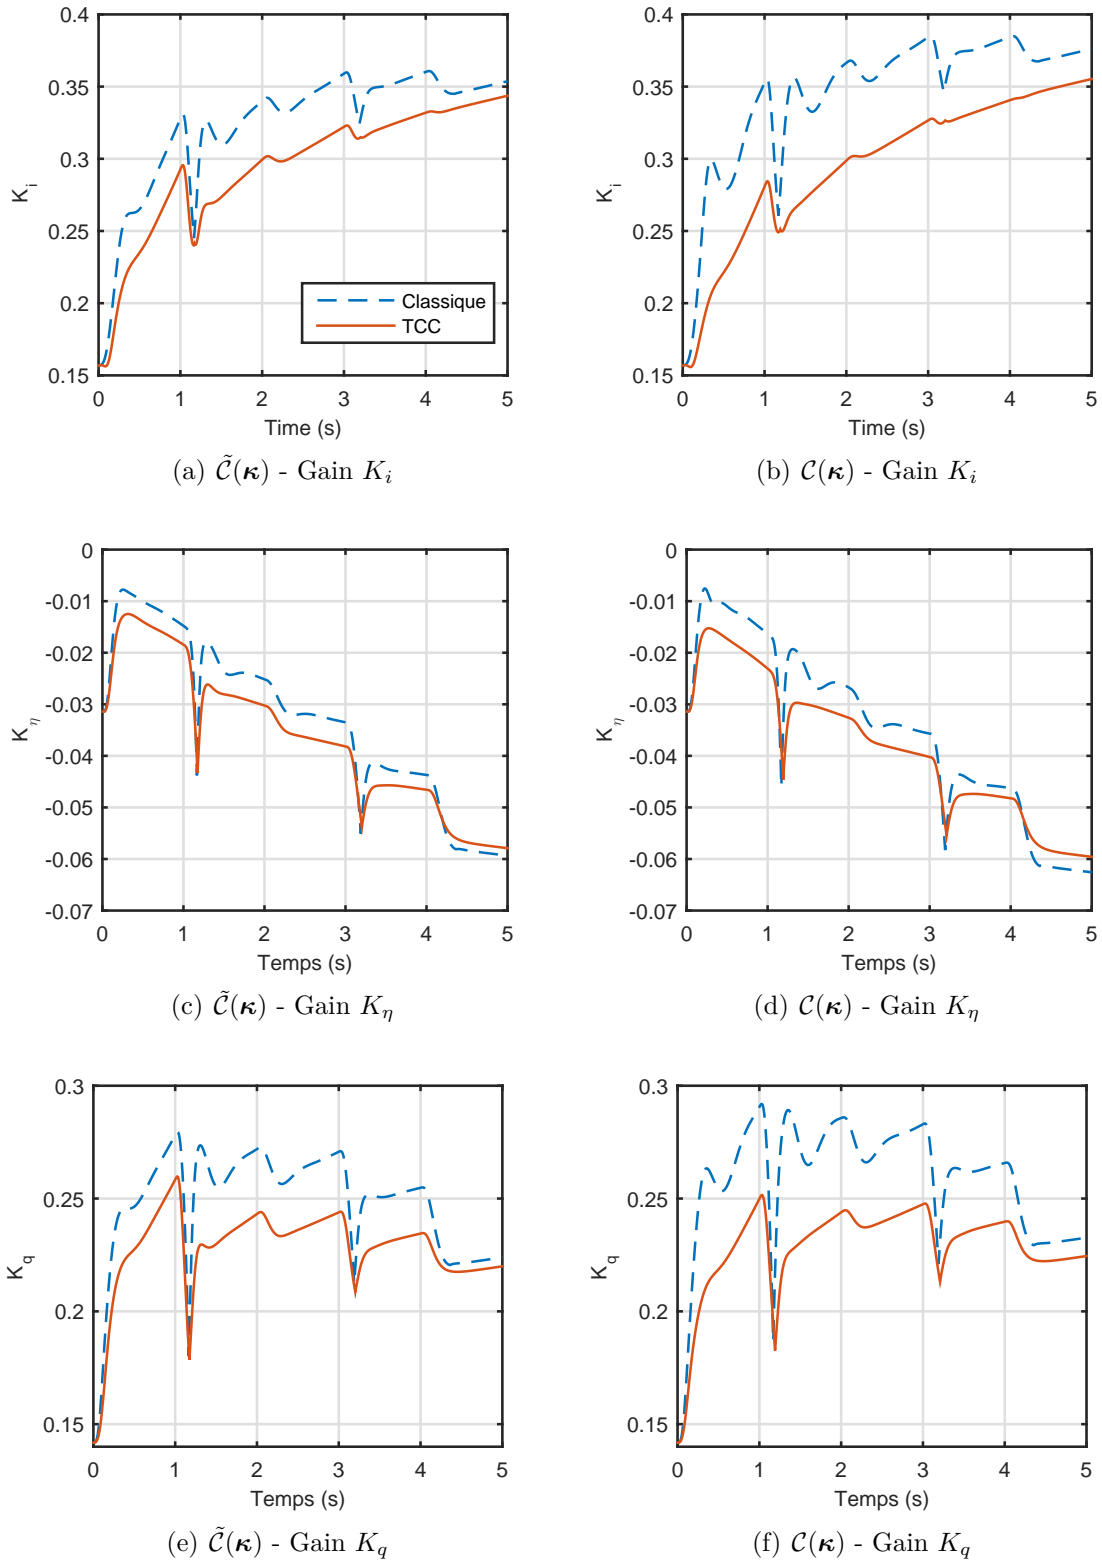 0.4
0.35
0.3
0.25
0.2
0.15
K_i
0 1 2 3 4 5
Time (s)
Classique
TCC
(a) 𝒞̃(𝜿) - Gain K_i
0.4
0.35
0.3
0.25
0.2
0.15
K_i
0 1 2 3 4 5
Time (s)
(b) 𝒞(𝜿) - Gain K_i
0
-0.01
-0.02
-0.03
-0.04
-0.05
-0.06
-0.07
K_η
0 1 2 3 4 5
Temps (s)
(c) 𝒞̃(𝜿) - Gain K_η
0
-0.01
-0.02
-0.03
-0.04
-0.05
-0.06
-0.07
K_η
0 1 2 3 4 5
Temps (s)
(d) 𝒞(𝜿) - Gain K_η
0.3
0.25
0.2
0.15
K_q
0 1 2 3 4 5
Temps (s)
(e) 𝒞̃(𝜿) - Gain K_q
0.3
0.25
0.2
0.15
K_q
0 1 2 3 4 5
Temps (s)
(f) 𝒞(𝜿) - Gain K_q